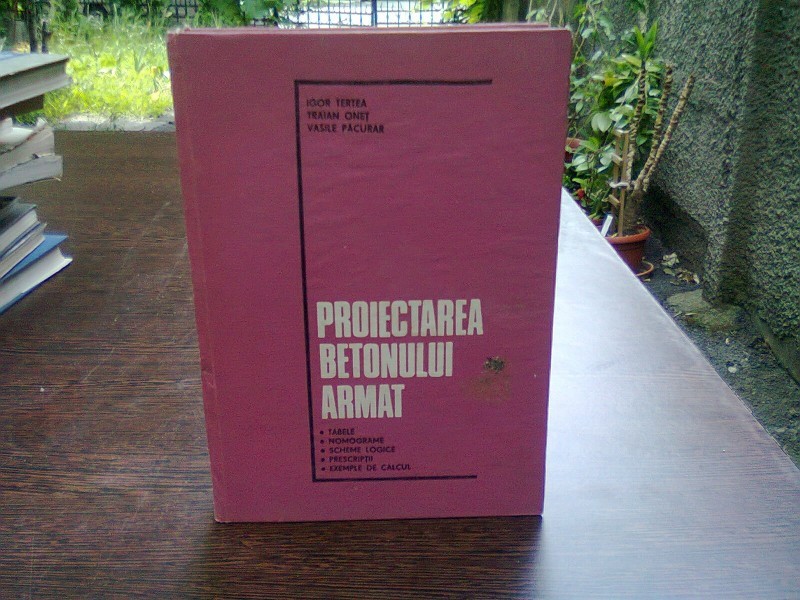 IGOR TERTEA
TRAIAN ONEȚ
VASILE PĂCURAR
PROIECTAREA
BETONULUI
ARMAT
• TABELE
• NOMOGRAME
• SCHEME LOGICE
• PRESCRIPȚII
• EXEMPLE DE CALCUL